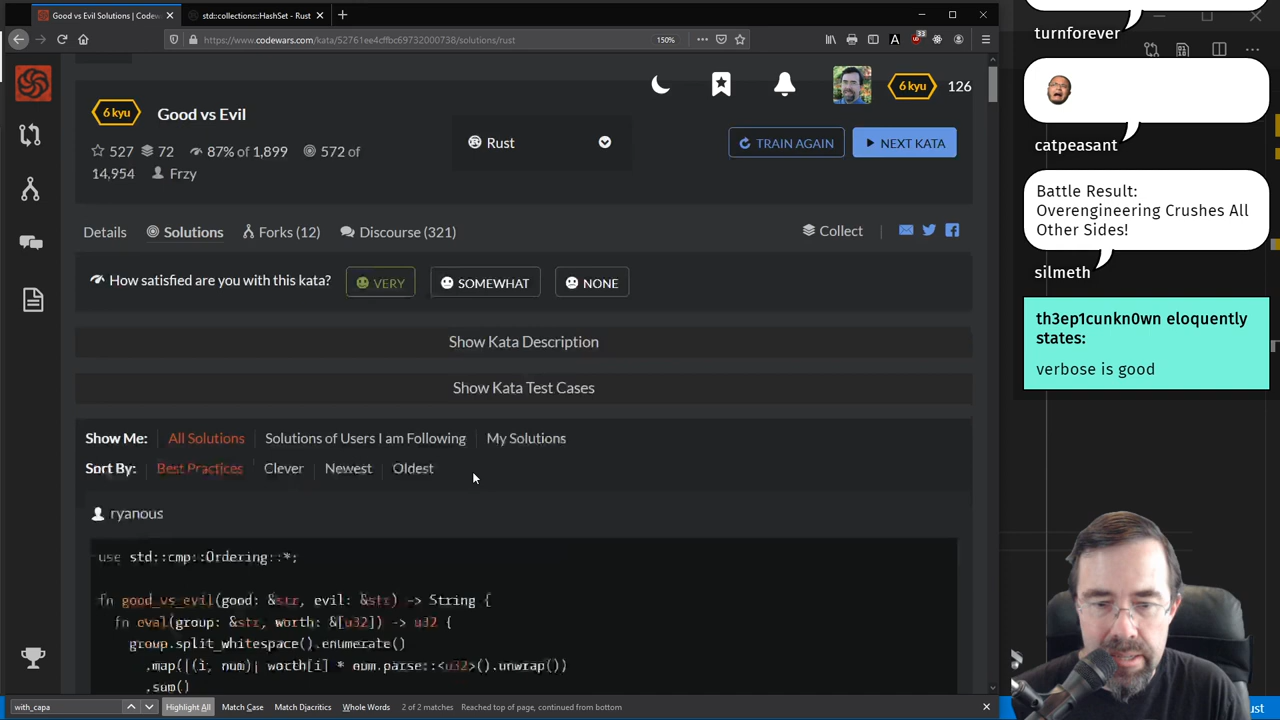 Good vs Evil Solutions | Codew
std::collections::HashSet - Rust
https://www.codewars.com/kata/52761ee4cffbc69732000738/solutions/rust
150%
33
6 kyu
126
6 kyu
Good vs Evil
527
72
87% of 1,899
572 of
14,954
Frzy
Rust
TRAIN AGAIN
NEXT KATA
Details
Solutions
Forks (12)
Discourse (321)
Collect
How satisfied are you with this kata?
VERY
SOMEWHAT
NONE
Show Kata Description
Show Kata Test Cases
Show Me:
All Solutions
Solutions of Users I am Following
My Solutions
Sort By:
Best Practices
Clever
Newest
Oldest
ryanous
use std::cmp::Ordering::*;
fn good_vs_evil(good: &str, evil: &str) -> String {
fn eval(group: &str, worth: &[u32]) -> u32 {
group.split_whitespace().enumerate()
.map(|(i, num)| worth[i] * num.parse::<u32>().unwrap())
.sum()
with_capa
Highlight All
Match Case
Match Diacritics
Whole Words
2 of 2 matches
Reached top of page, continued from bottom
turnforever
catpeasant
Battle Result:
Overengineering Crushes All
Other Sides!
silmeth
th3ep1cunkn0wn eloquently
states:
verbose is good